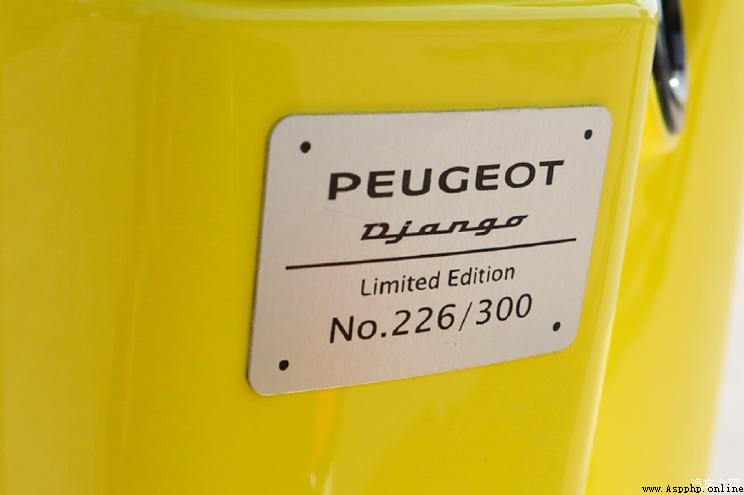 PEUGEOT
Django
Limited Edition
No.226/300
www.Aspphp.online